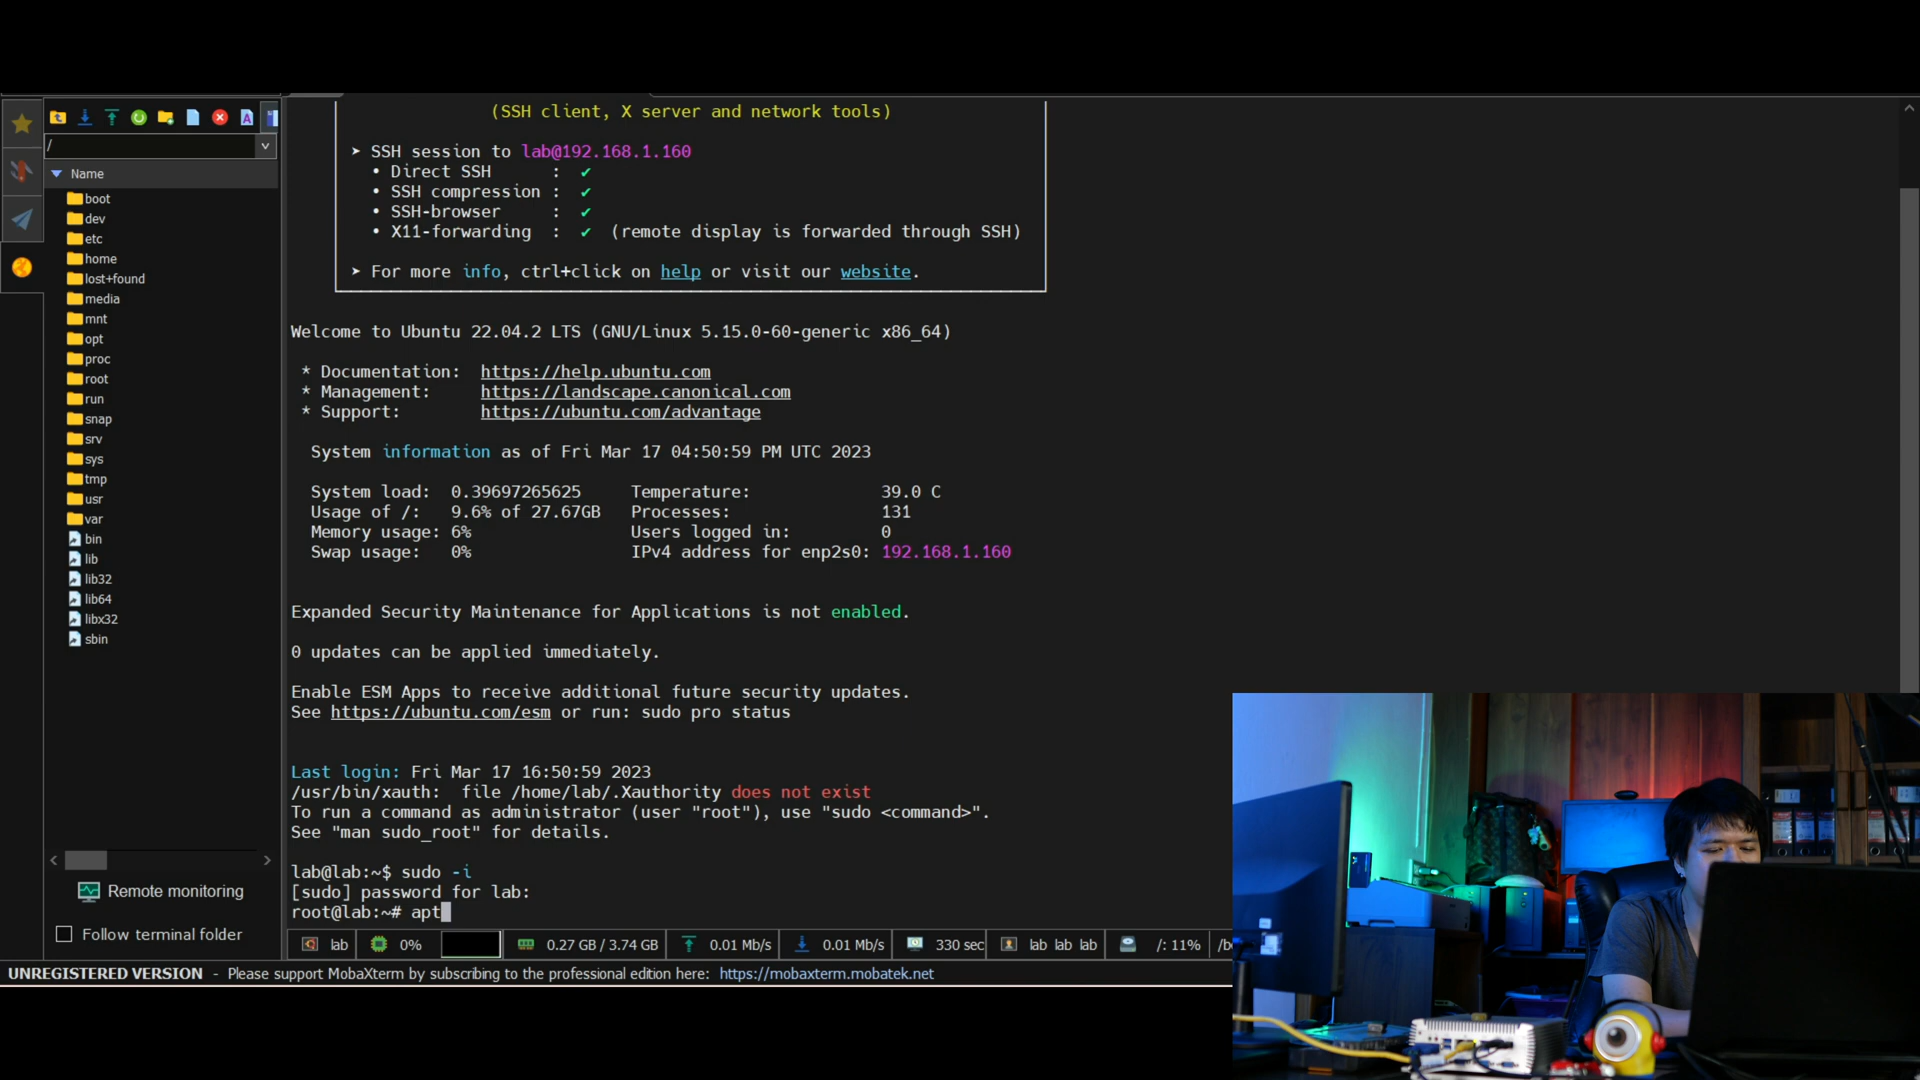 (SSH client, X server and network tools)
/
➤ SSH session to lab@192.168.1.160
Name
• Direct SSH : ✔
boot
• SSH compression : ✔
dev
• SSH-browser : ✔
etc
• X11-forwarding : ✔ (remote display is forwarded through SSH)
home
➤ For more info, ctrl+click on help or visit our website.
lost+found
media
mnt
Welcome to Ubuntu 22.04.2 LTS (GNU/Linux 5.15.0-60-generic x86_64)
opt
proc
* Documentation: https://help.ubuntu.com
root
* Management: https://landscape.canonical.com
run
* Support: https://ubuntu.com/advantage
snap
srv
System information as of Fri Mar 17 04:50:59 PM UTC 2023
sys
tmp
System load: 0.39697265625 Temperature: 39.0 C
usr
Usage of /: 9.6% of 27.67GB Processes: 131
var
Memory usage: 6% Users logged in: 0
bin
Swap usage: 0% IPv4 address for enp2s0: 192.168.1.160
lib
lib32
lib64
Expanded Security Maintenance for Applications is not enabled.
libx32
sbin
0 updates can be applied immediately.
Enable ESM Apps to receive additional future security updates.
See https://ubuntu.com/esm or run: sudo pro status
Last login: Fri Mar 17 16:50:59 2023
/usr/bin/xauth: file /home/lab/.Xauthority does not exist
To run a command as administrator (user "root"), use "sudo <command>".
See "man sudo_root" for details.
lab@lab:~$ sudo -i
[sudo] password for lab:
root@lab:~# apt
Remote monitoring
Follow terminal folder
lab 0% 0.27 GB / 3.74 GB 0.01 Mb/s 0.01 Mb/s 330 sec lab lab lab /: 11% /b
UNREGISTERED VERSION - Please support MobaXterm by subscribing to the professional edition here: https://mobaxterm.mobatek.net